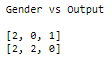 Gender vs Output
[2, 0, 1]
[2, 2, 0]